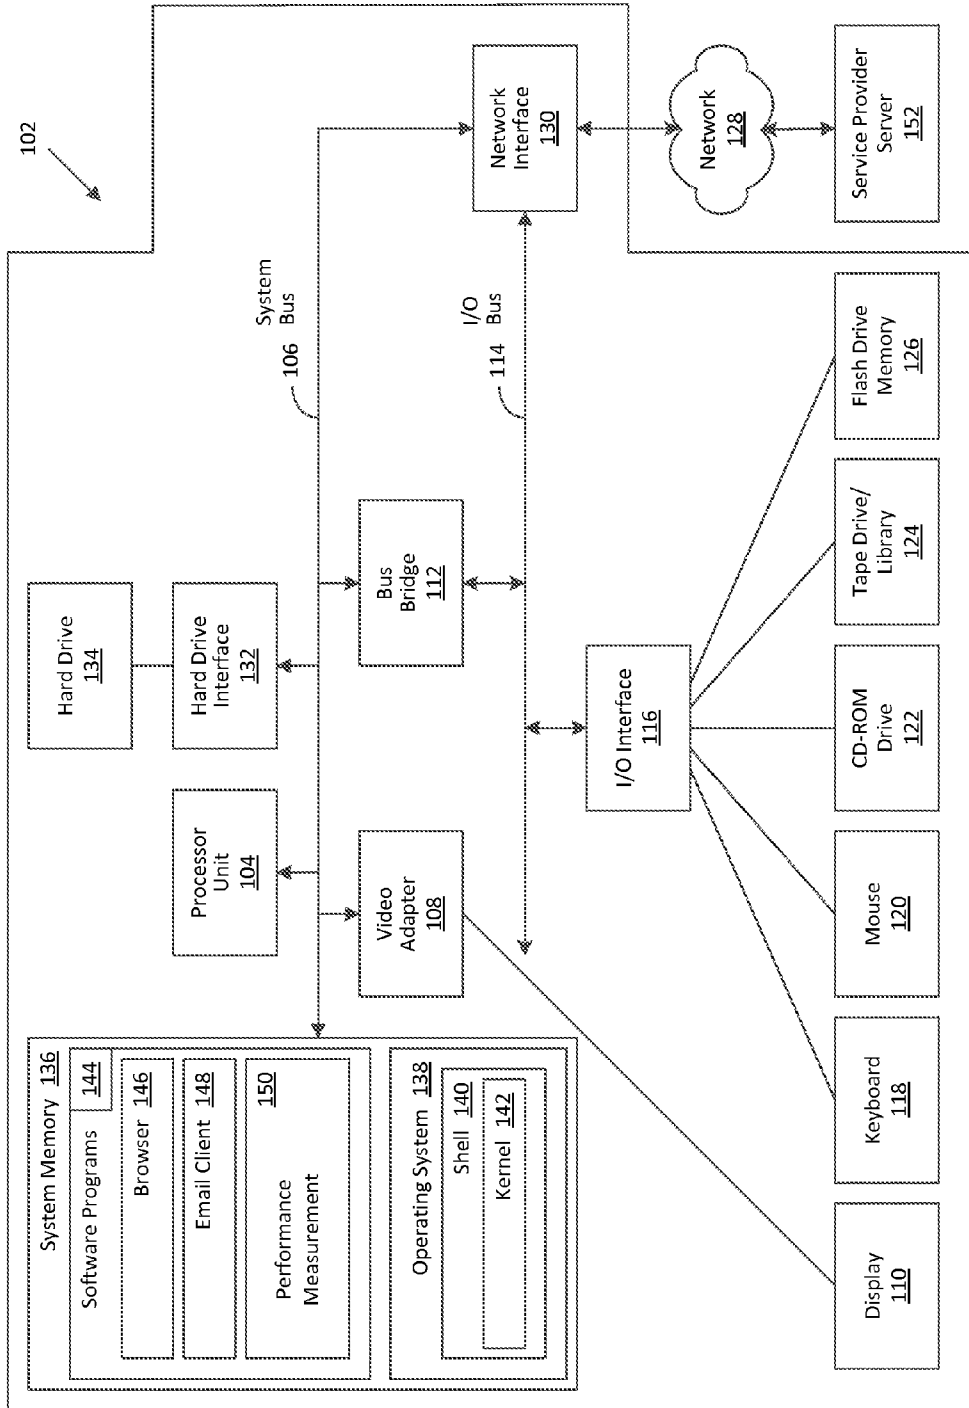 102
System Memory 136
Software Programs 144
Browser 146
Email Client 148
150
Performance
Measurement
Operating System 138
Shell 140
Kernel 142
Processor
Unit
104
Hard Drive
134
Hard Drive
Interface
132
Video
Adapter
108
Bus
Bridge
112
106
System
Bus
114
I/O
Bus
Network
Interface
130
I/O Interface
116
Network
128
Display
110
Keyboard
118
Mouse
120
CD-ROM
Drive
122
Tape Drive/
Library
124
Flash Drive
Memory
126
Service Provider
Server
152